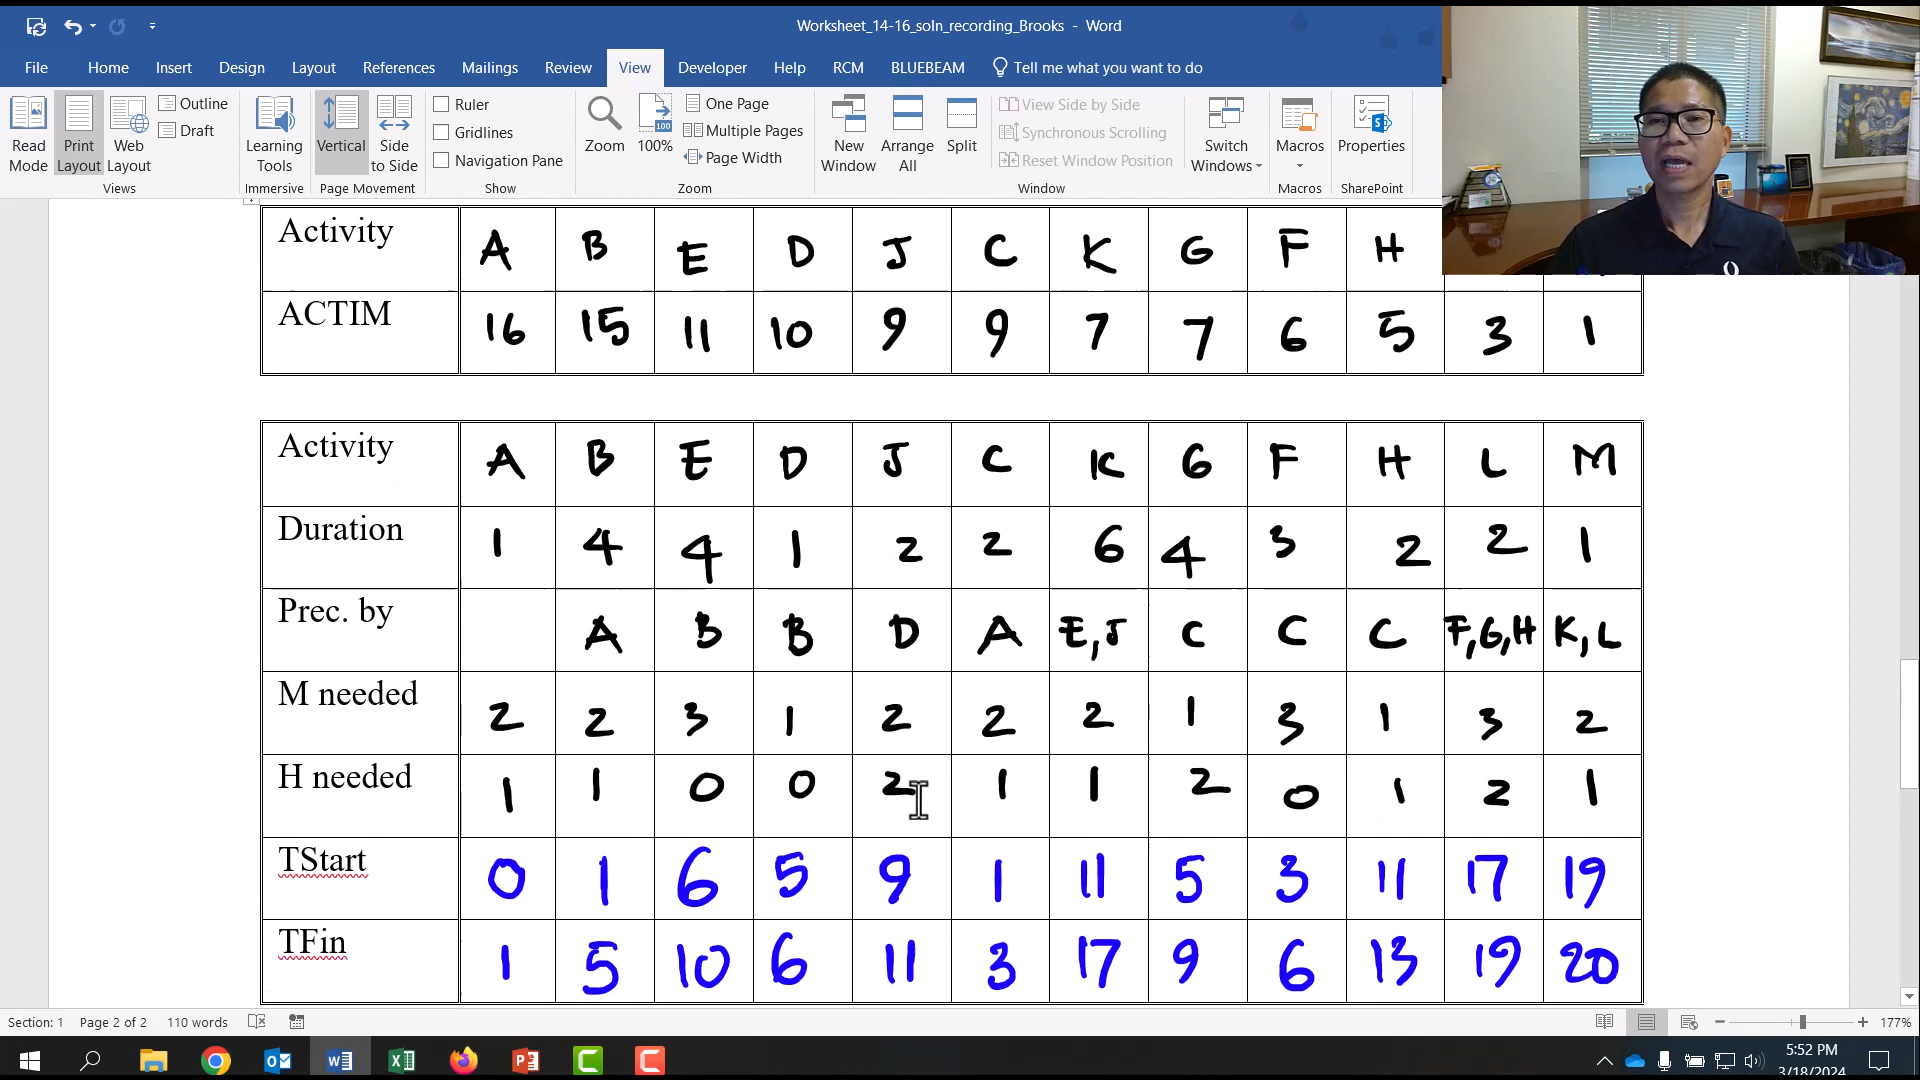 Worksheet_14-16_soln_recording_Brooks - Word
File Home Insert Design Layout References Mailings Review View Developer Help RCM BLUEBEAM Tell me what you want to do
Read Mode Print Layout Web Layout Outline Draft Learning Tools Vertical Side to Side Ruler Gridlines Navigation Pane Zoom 100% One Page Multiple Pages Page Width New Window Arrange All Split View Side by Side Synchronous Scrolling Reset Window Position Switch Windows Macros Properties
Views Immersive Page Movement Show Zoom Window Macros SharePoint
Activity A B E D J C K G F H
ACTIM 16 15 11 10 9 9 7 7 6 5 3 1
Activity A B E D J C K G F H L M
Duration 1 4 4 1 2 2 6 4 3 2 2 1
Prec. by A B B D A E,J C C C F,G,H K,L
M needed 2 2 3 1 2 2 2 1 3 1 3 2
H needed 1 1 0 0 2 1 1 2 0 1 2 1
TStart 0 1 6 5 9 1 11 5 3 11 17 19
TFin 1 5 10 6 11 3 17 9 6 13 19 20
Section: 1 Page 2 of 2 110 words 177%
5:52 PM
3/18/2024